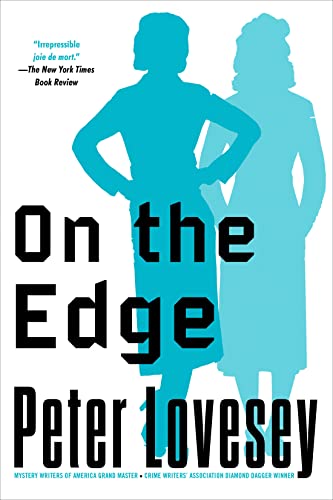 “Irrepressible
joie de mort.”
—The New York Times
Book Review
On the
Edge
Peter Lovesey
MYSTERY WRITERS OF AMERICA GRAND MASTER • CRIME WRITERS’ ASSOCIATION DIAMOND DAGGER WINNER